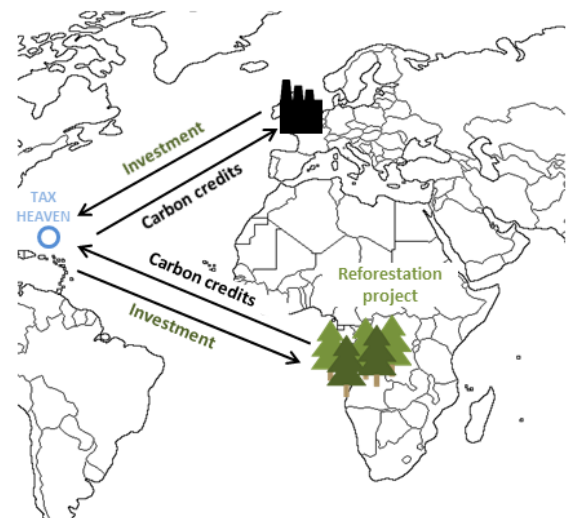 Investment
Carbon credits
TAX
HEAVEN
Carbon credits
Investment
Reforestation
project